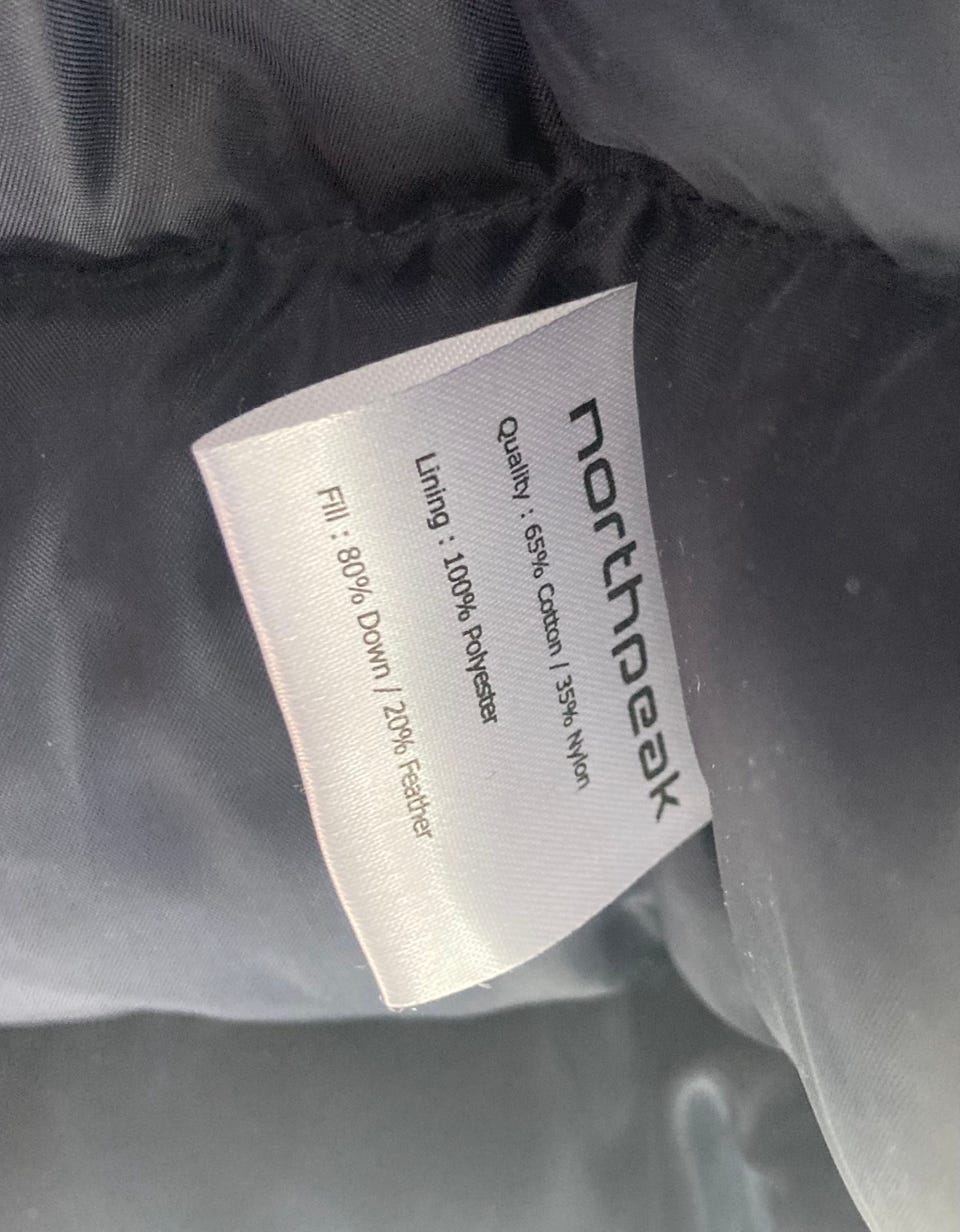 northpeak
Quality : 65% Cotton / 35% Nylon
Lining : 100% Polyester
Fill : 80% Down / 20% Feather